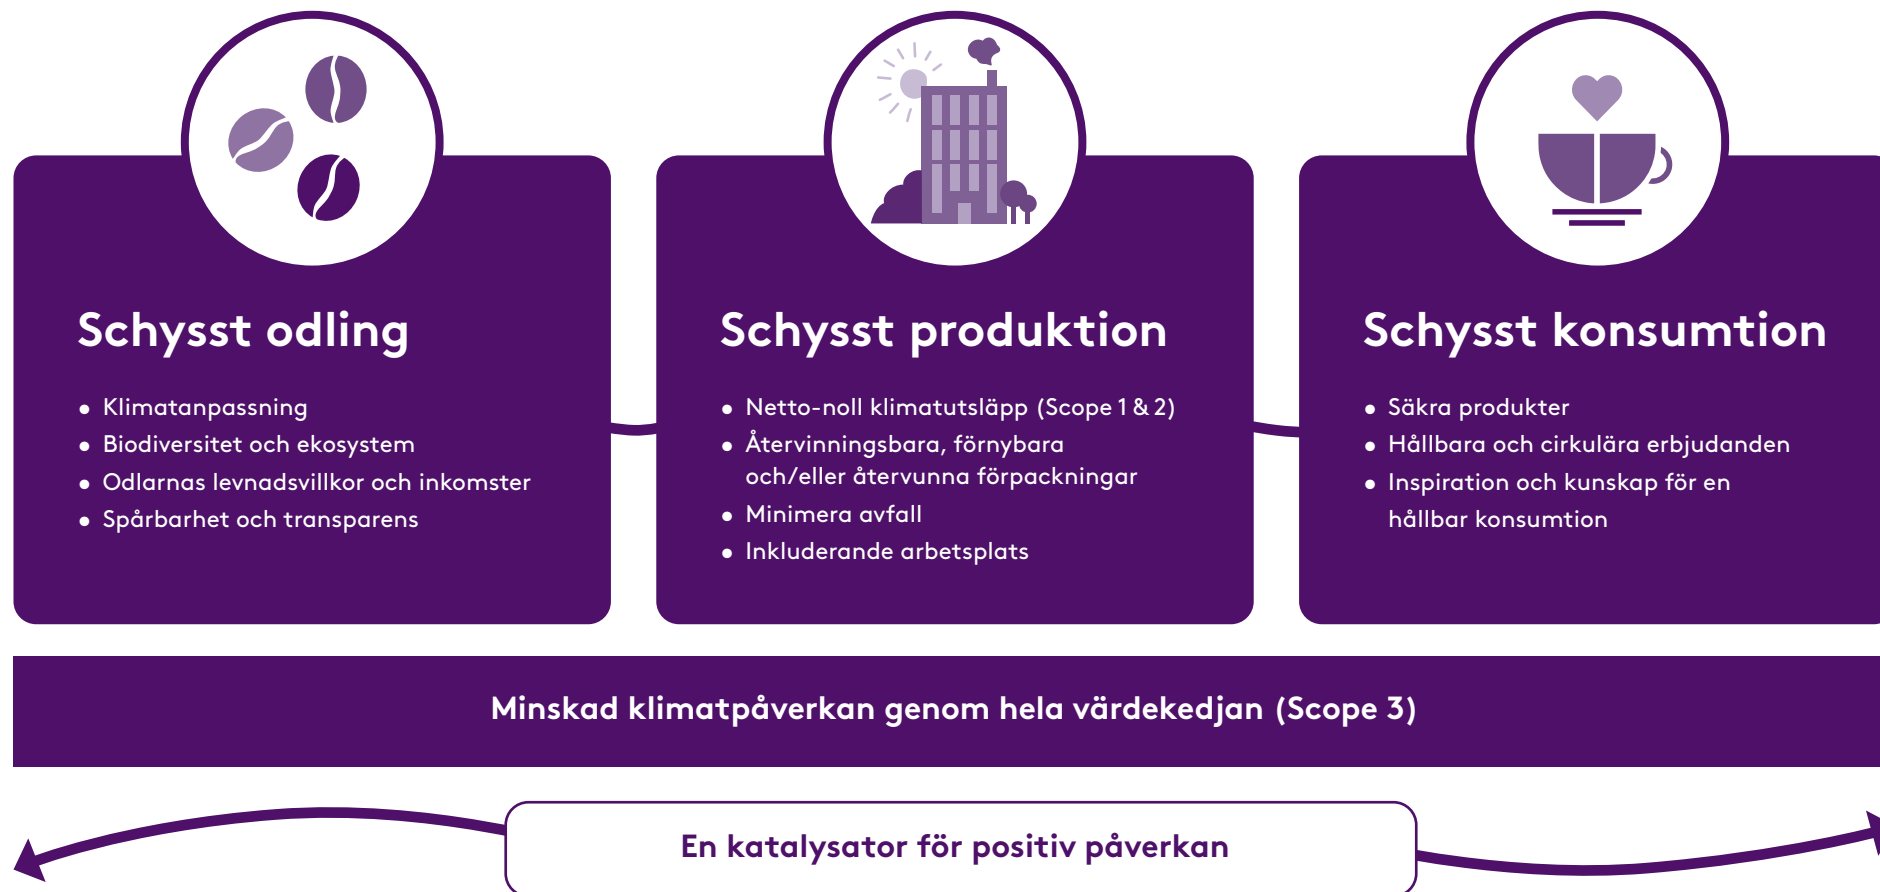 Schysst odling
• Klimatanpassning
• Biodiversitet och ekosystem
• Odlarnas levnadsvillkor och inkomster
• Spårbarhet och transparens
Schysst produktion
• Netto-noll klimatutsläpp (Scope 1 & 2)
• Återvinningsbara, förnybara
och/eller återvunna förpackningar
• Minimera avfall
• Inkluderande arbetsplats
Schysst konsumtion
• Säkra produkter
• Hållbara och cirkulära erbjudanden
• Inspiration och kunskap för en
hållbar konsumtion
Minskad klimatpåverkan genom hela värdekedjan (Scope 3)
En katalysator för positiv påverkan